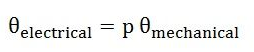 θelectrical = p θmechanical